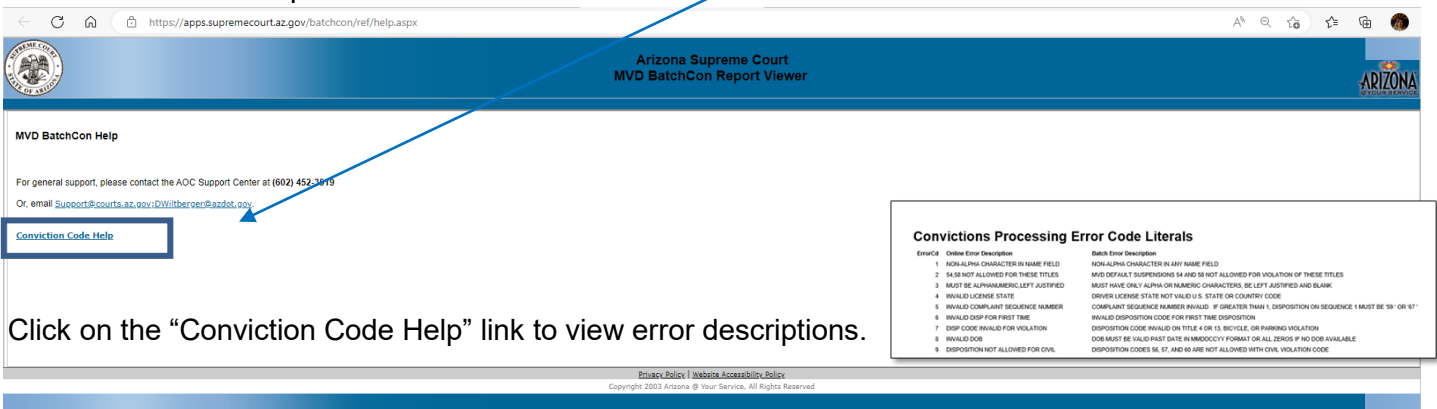 https://apps.supremecourt.az.gov/batchcon/ref/help.aspx
SUPREME COURT
STATE OF ARIZONA
Arizona Supreme Court
MVD BatchCon Report Viewer
ARIZONA
@ YOUR SERVICE
MVD BatchCon Help
For general support, please contact the AOC Support Center at (602) 452-3519
Or, email Support@courts.az.gov;DWiltberger@azdot.gov.
Conviction Code Help
Convictions Processing Error Code Literals
ErrorCd Online Error Description Batch Error Description
1 NON-ALPHA CHARACTER IN NAME FIELD NON-ALPHA CHARACTER IN ANY NAME FIELD
2 54,58 NOT ALLOWED FOR THESE TITLES MVD DEFAULT SUSPENSIONS 54 AND 58 NOT ALLOWED FOR VIOLATION OF THESE TITLES
3 MUST BE ALPHANUMERIC,LEFT JUSTIFIED MUST HAVE ONLY ALPHA OR NUMERIC CHARACTERS, BE LEFT JUSTIFIED AND BLANK
4 INVALID LICENSE STATE DRIVER LICENSE STATE NOT VALID U.S. STATE OR COUNTRY CODE
5 INVALID COMPLAINT SEQUENCE NUMBER COMPLAINT SEQUENCE NUMBER INVALID. IF GREATER THAN 1, DISPOSITION ON SEQUENCE 1 MUST BE '59 ' OR '67 '
6 INVALID DISP FOR FIRST TIME INVALID DISPOSITION CODE FOR FIRST TIME DISPOSITION
7 DISP CODE INVALID FOR VIOLATION DISPOSITION CODE INVALID ON TITLE 4 OR 13, BICYCLE, OR PARKING VIOLATION
8 INVALID DOB DOB MUST BE VALID PAST DATE IN MMDDCCYY FORMAT OR ALL ZEROS IF NO DOB AVAILABLE
9 DISPOSITION NOT ALLOWED FOR CIVIL DISPOSITION CODES 56, 57, AND 60 ARE NOT ALLOWED WITH CIVIL VIOLATION CODE
Click on the “Conviction Code Help” link to view error descriptions.
Privacy Policy | Website Accessibility Policy
Copyright 2003 Arizona @ Your Service, All Rights Reserved